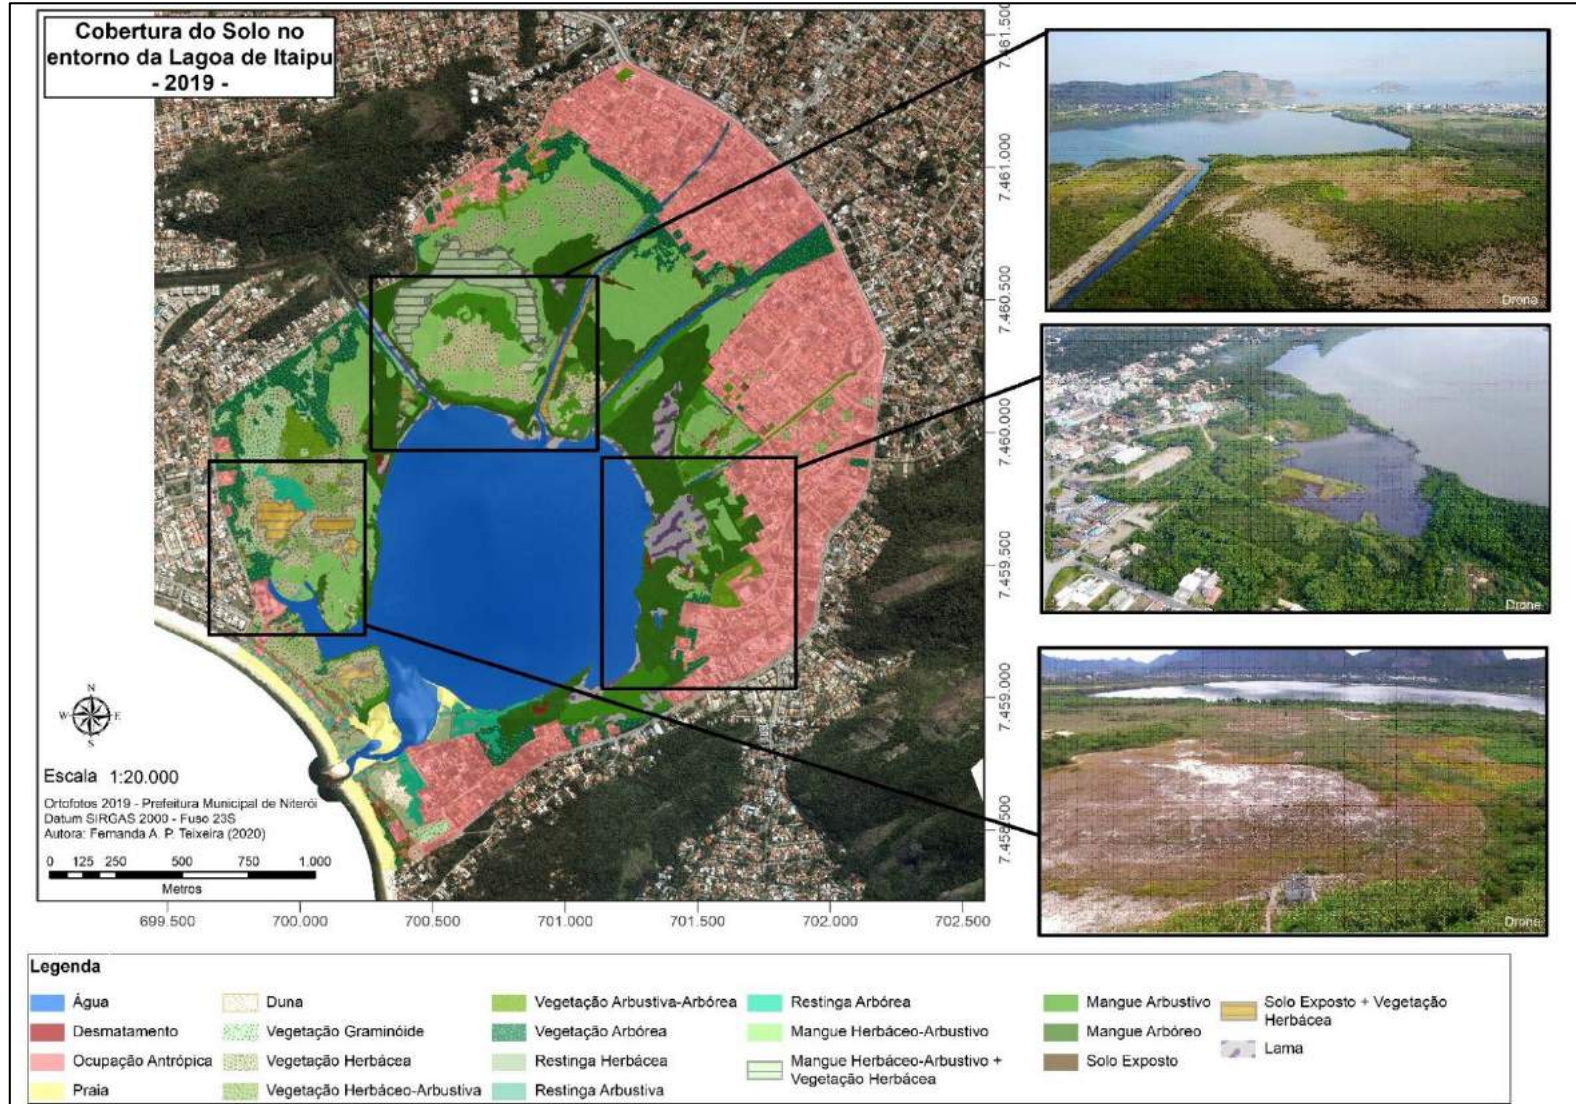 Cobertura do Solo no
entorno da Lagoa de Itaipu
- 2019 -
7.461.500
7.461.000
7.460.500
7.460.000
7.459.500
7.459.000
7.458.500
Drone
Drone
Drone
N
W
E
S
Escala 1:20.000
Ortofotos 2019 - Prefeitura Municipal de Niterói
Datum SIRGAS 2000 - Fuso 23S
Autora: Fernanda A. P. Teixeira (2020)
0 125 250 500 750 1.000
Metros
699.500 700.000 700.500 701.000 701.500 702.000 702.500
Legenda
Água
Desmatamento
Ocupação Antrópica
Praia
Duna
Vegetação Graminóide
Vegetação Herbácea
Vegetação Herbáceo-Arbustiva
Vegetação Arbustiva-Arbórea
Vegetação Arbórea
Restinga Herbácea
Restinga Arbustiva
Restinga Arbórea
Mangue Herbáceo-Arbustivo
Mangue Herbáceo-Arbustivo +
Vegetação Herbácea
Mangue Arbustivo
Mangue Arbóreo
Solo Exposto
Solo Exposto + Vegetação
Herbácea
Lama